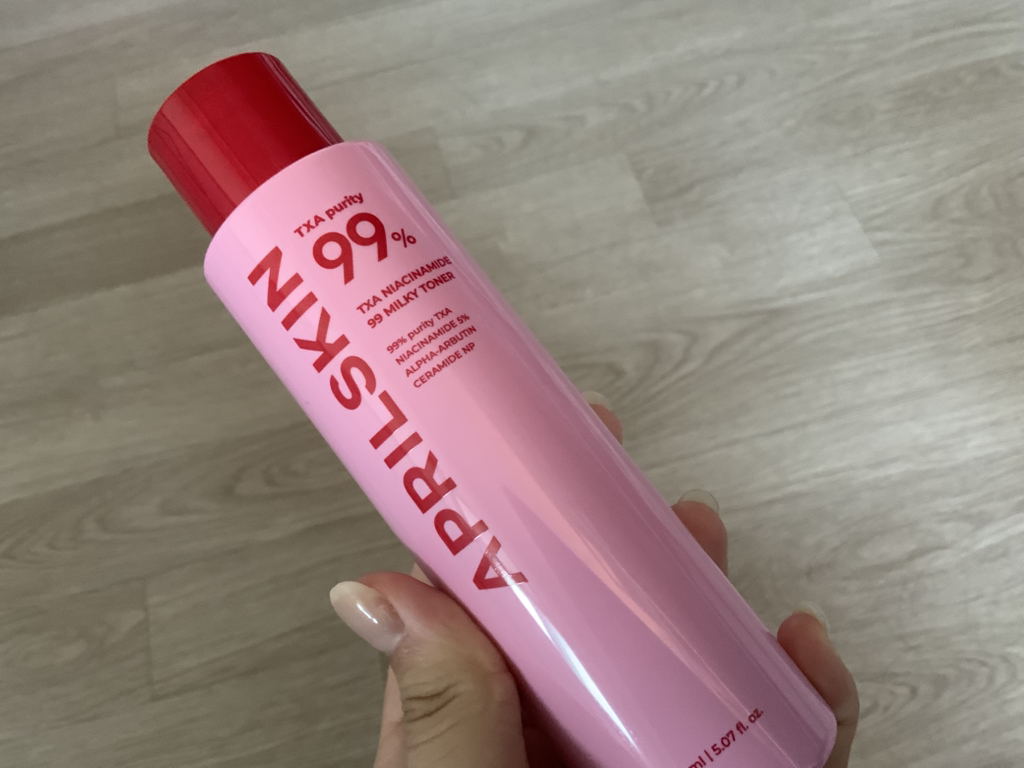 TXA purity
99%
TXA NIACINAMIDE
99 MILKY TONER
99% purity TXA
NIACINAMIDE 5%
ALPHA-ARBUTIN
CERAMIDE NP
APRILSKIN
ml | 5.07 fl. oz.